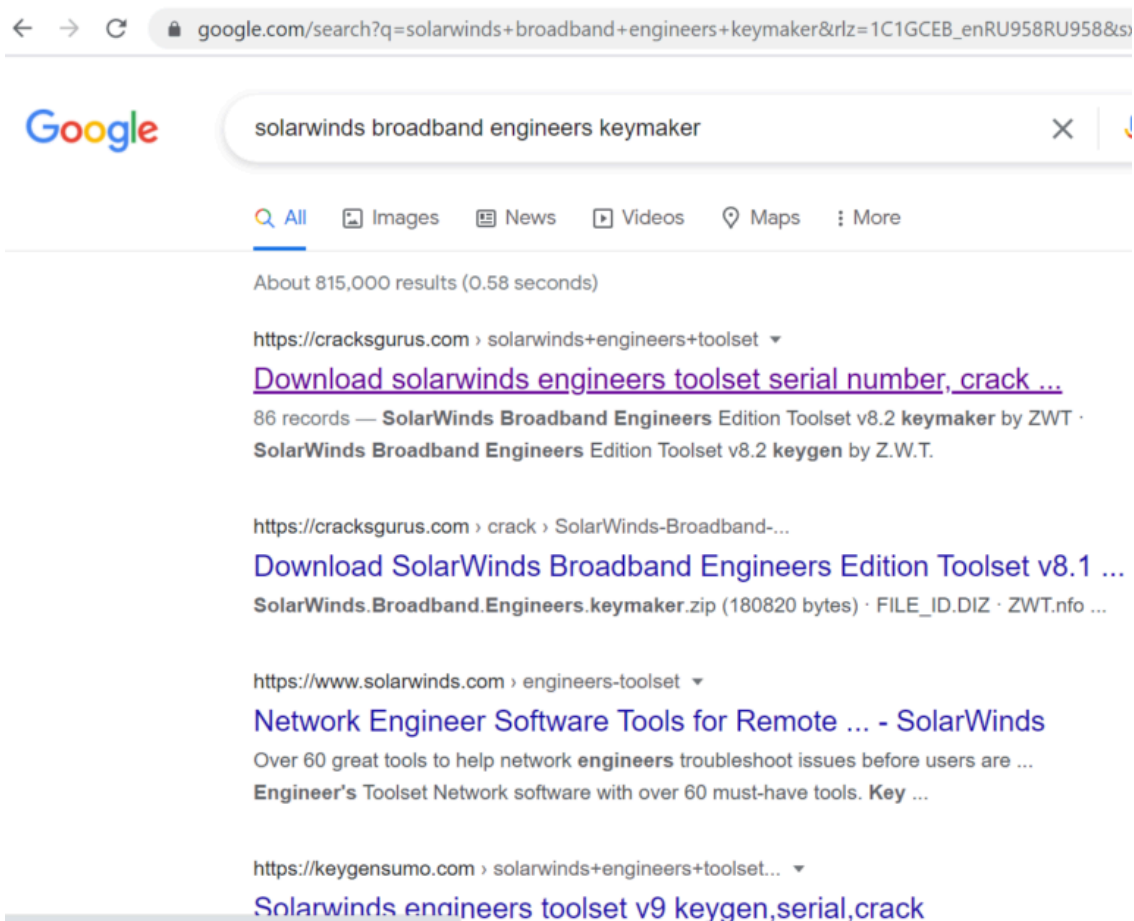 google.com/search?q=solarwinds+broadband+engineers+keymaker&rlz=1C1GCEB_enRU958RU958&sx
Google
solarwinds broadband engineers keymaker
All Images News Videos Maps More
About 815,000 results (0.58 seconds)
https://cracksgurus.com › solarwinds+engineers+toolset
Download solarwinds engineers toolset serial number, crack ...
86 records — SolarWinds Broadband Engineers Edition Toolset v8.2 keymaker by ZWT ·
SolarWinds Broadband Engineers Edition Toolset v8.2 keygen by Z.W.T.
https://cracksgurus.com › crack › SolarWinds-Broadband-...
Download SolarWinds Broadband Engineers Edition Toolset v8.1 ...
SolarWinds.Broadband.Engineers.keymaker.zip (180820 bytes) · FILE_ID.DIZ · ZWT.nfo ...
https://www.solarwinds.com › engineers-toolset
Network Engineer Software Tools for Remote ... - SolarWinds
Over 60 great tools to help network engineers troubleshoot issues before users are ...
Engineer's Toolset Network software with over 60 must-have tools. Key ...
https://keygensumo.com › solarwinds+engineers+toolset...
Solarwinds engineers toolset v9 keygen,serial,crack